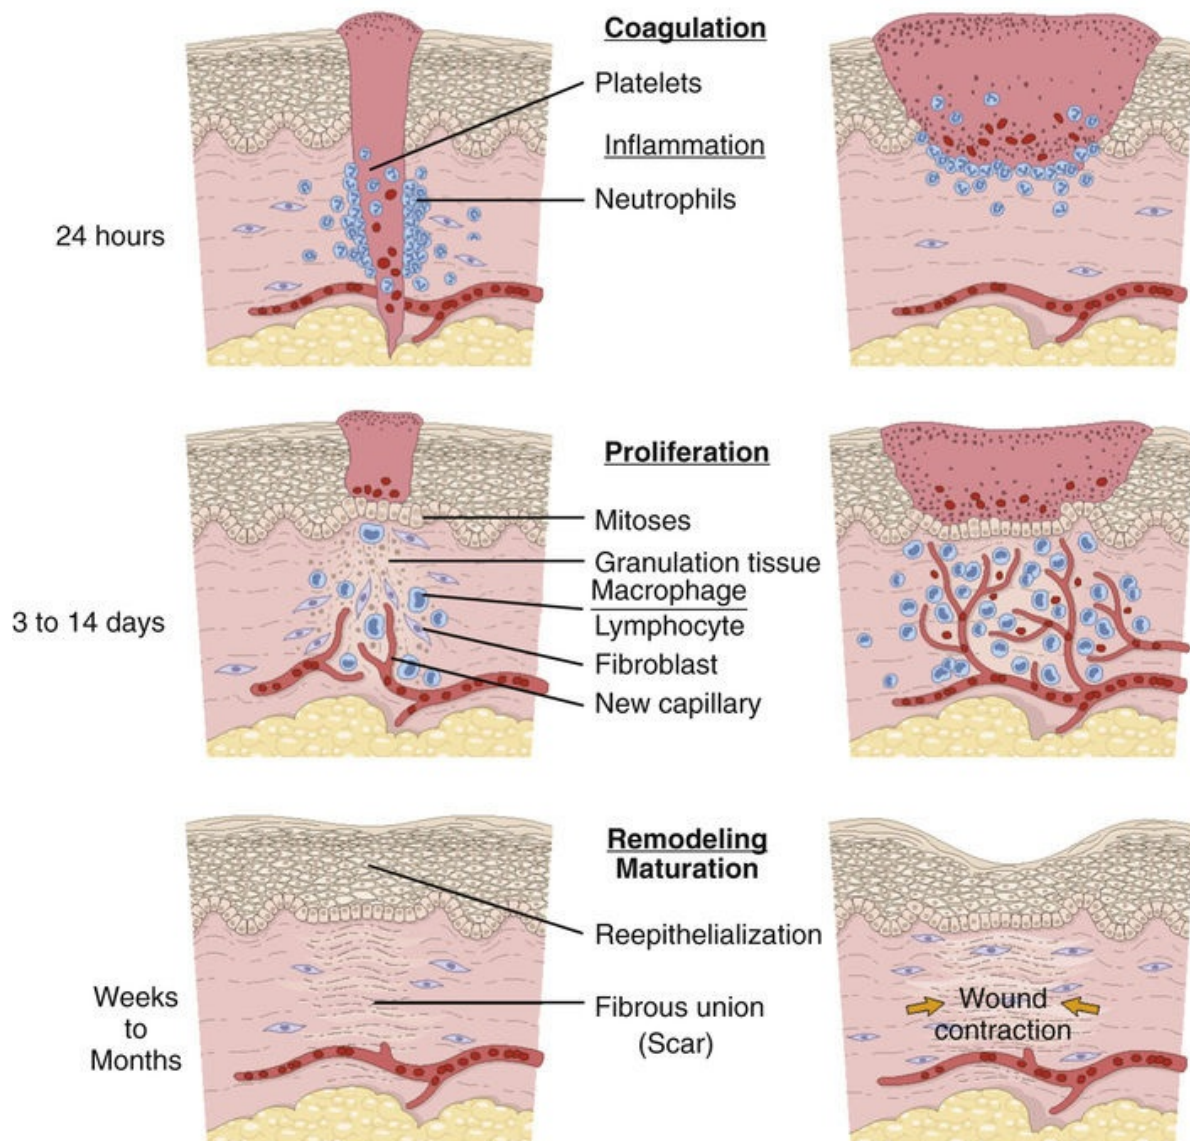 Coagulation
Platelets
Inflammation
Neutrophils
24 hours
Proliferation
Mitoses
Granulation tissue
Macrophage
Lymphocyte
Fibroblast
New capillary
3 to 14 days
Remodeling
Maturation
Reepithelialization
Fibrous union
(Scar)
Weeks
to
Months
Wound
contraction